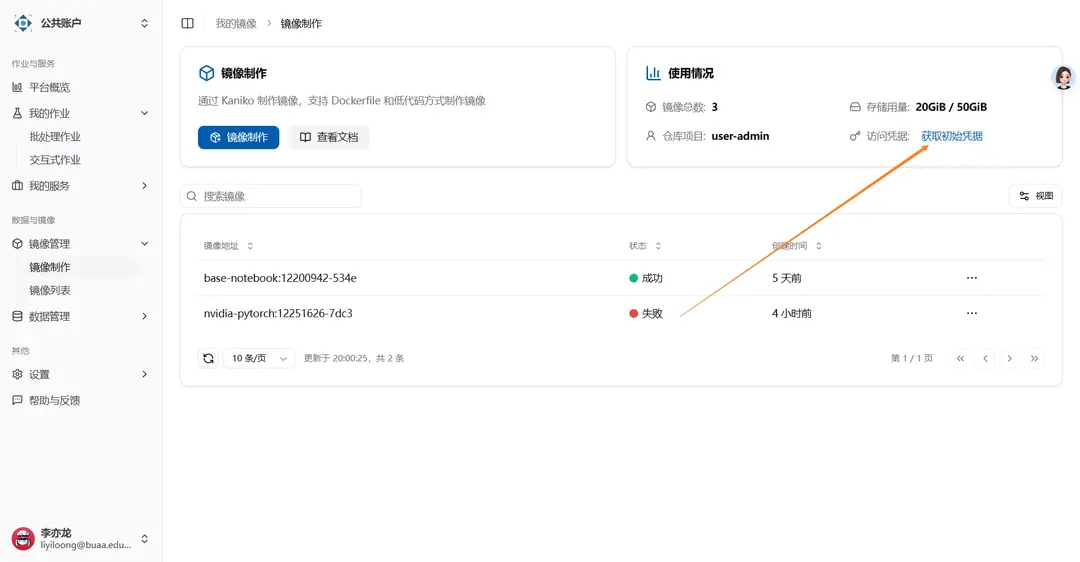 公共账户
我的镜像 > 镜像制作
作业与服务
平台概览
我的作业
批处理作业
交互式作业
我的服务
数据与镜像
镜像管理
镜像制作
镜像列表
数据管理
其他
设置
帮助与反馈
李亦龙
liyiloong@buaa.edu...
镜像制作
通过 Kaniko 制作镜像，支持 Dockerfile 和低代码方式制作镜像
镜像制作 查看文档
使用情况
镜像总数: 3 存储用量: 20GiB / 50GiB
仓库项目: user-admin 访问凭据: 获取初始凭据
搜索镜像 视图
镜像地址 状态 创建时间
base-notebook:12200942-534e 成功 5 天前 ···
nvidia-pytorch:12251626-7dc3 失败 4 小时前 ···
10 条/页 更新于 20:00:25，共 2 条 第 1 / 1 页